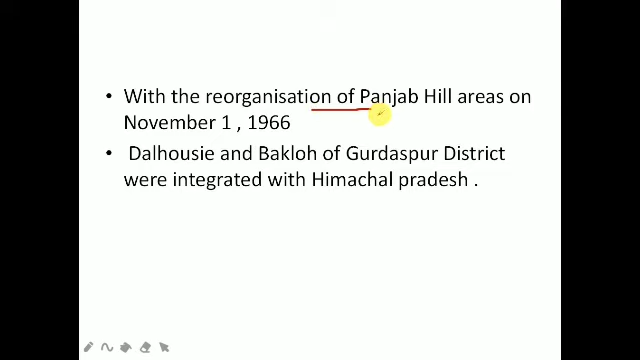 • With the reorganisation of Panjab Hill areas on
November 1 , 1966
• Dalhousie and Bakloh of Gurdaspur District
were integrated with Himachal pradesh .